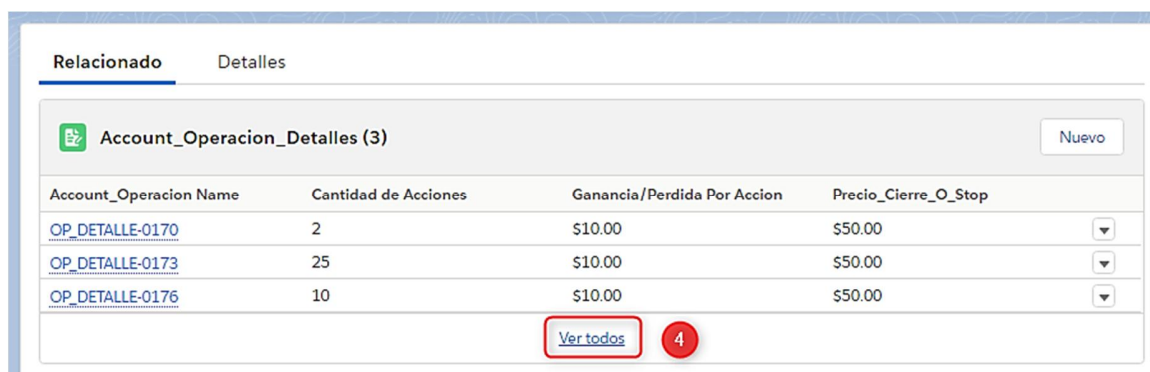 Relacionado Detalles
Account_Operacion_Detalles (3) Nuevo
Account_Operacion Name Cantidad de Acciones Ganancia/Perdida Por Accion Precio_Cierre_O_Stop
OP_DETALLE-0170 2 $10.00 $50.00
OP_DETALLE-0173 25 $10.00 $50.00
OP_DETALLE-0176 10 $10.00 $50.00
Ver todos 4